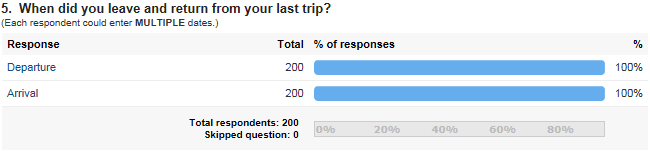 5. When did you leave and return from your last trip?
(Each respondent could enter MULTIPLE dates.)
Response Total % of responses %
Departure 200 100%
Arrival 200 100%
Total respondents: 200
Skipped question: 0
0% 20% 40% 60% 80%